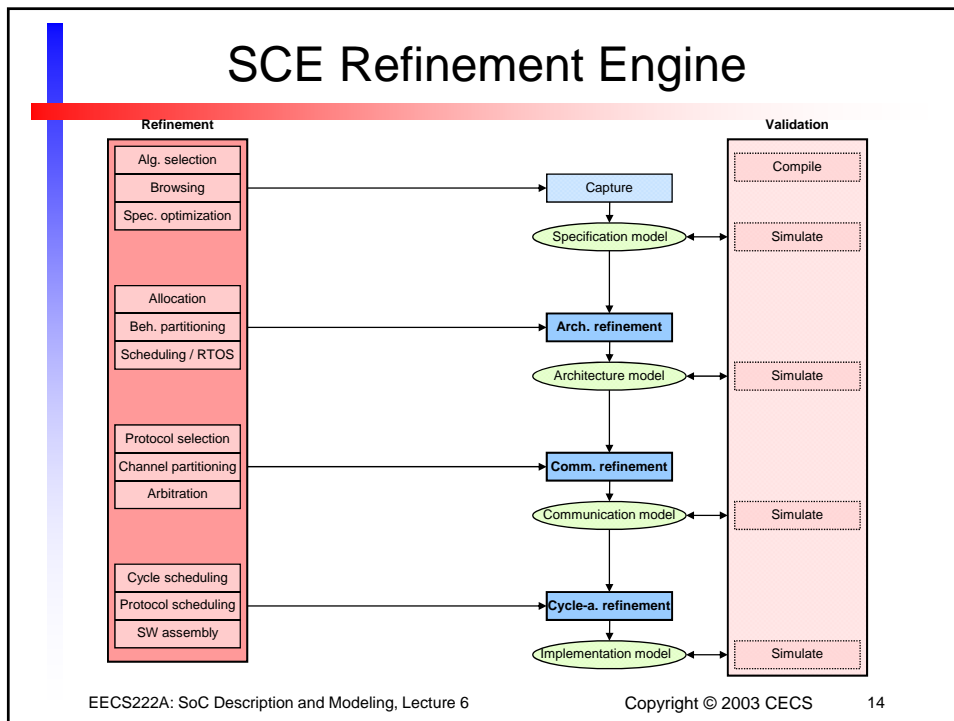 SCE Refinement Engine
Refinement
Validation
Alg. selection
Browsing
Spec. optimization
Capture
Specification model
Compile
Simulate
Allocation
Beh. partitioning
Scheduling / RTOS
Arch. refinement
Architecture model
Simulate
Protocol selection
Channel partitioning
Arbitration
Comm. refinement
Communication model
Simulate
Cycle scheduling
Protocol scheduling
SW assembly
Cycle-a. refinement
Implementation model
Simulate
EECS222A: SoC Description and Modeling, Lecture 6
Copyright © 2003 CECS
14